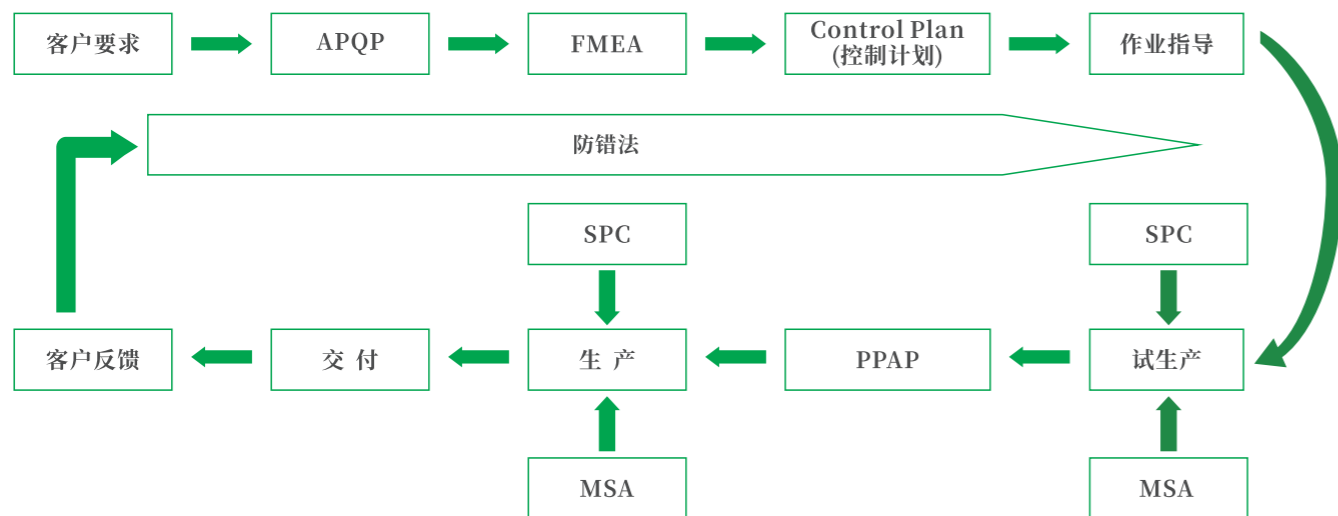 客户要求
APQP
FMEA
Control Plan
(控制计划)
作业指导
防错法
SPC
SPC
客户反馈
交 付
生 产
PPAP
试生产
MSA
MSA